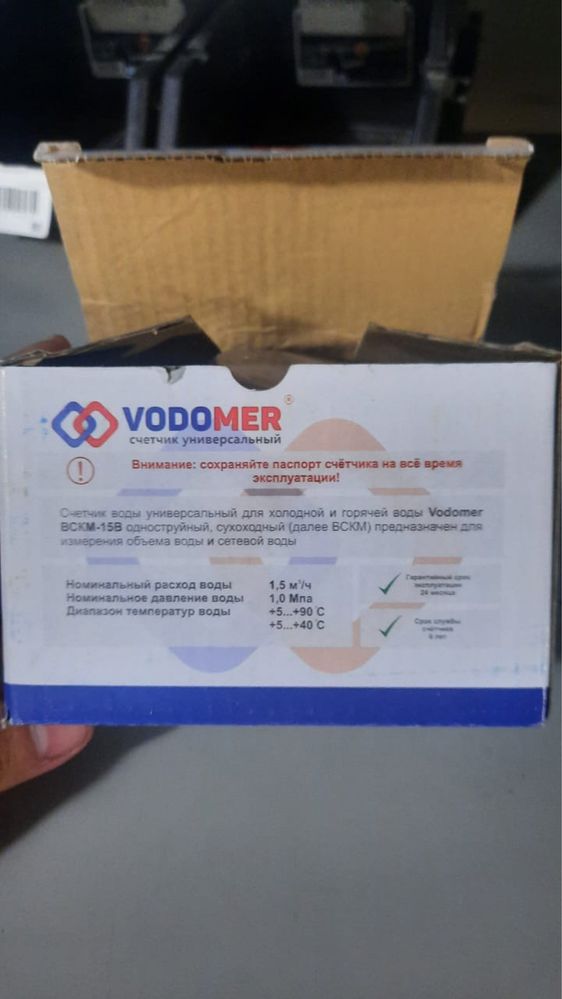 VODOMER®
счетчик универсальный
Внимание: сохраняйте паспорт счётчика на всё время
эксплуатации!
Счетчик воды универсальный для холодной и горячей воды Vodomer
ВСКМ-15В одноструйный, сухоходный (далее ВСКМ) предназначен для
измерения объема воды и сетевой воды
Номинальный расход воды 1,5 м³/ч
Номинальное давление воды 1,0 Мпа
Диапазон температур воды +5...+90°С
+5...+40°С
Гарантийный срок
эксплуатации
24 месяца
Срок службы
счётчика
6 лет